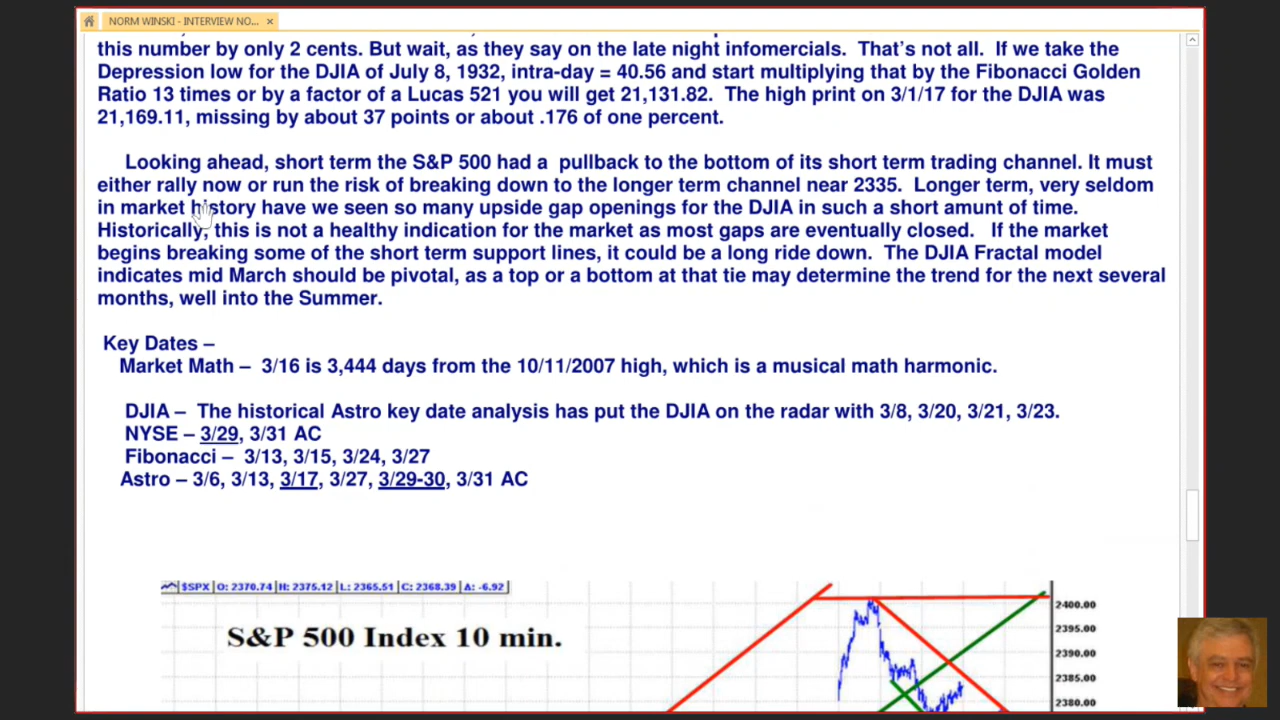 NORM WINSKI - INTERVIEW NO...
this number by only 2 cents. But wait, as they say on the late night infomercials.  That's not all.  If we take the
Depression low for the DJIA of July 8, 1932, intra-day = 40.56 and start multiplying that by the Fibonacci Golden
Ratio 13 times or by a factor of a Lucas 521 you will get 21,131.82.  The high print on 3/1/17 for the DJIA was
21,169.11, missing by about 37 points or about .176 of one percent.
Looking ahead, short term the S&P 500 had a  pullback to the bottom of its short term trading channel. It must
either rally now or run the risk of breaking down to the longer term channel near 2335.  Longer term, very seldom
in market history have we seen so many upside gap openings for the DJIA in such a short amunt of time.
Historically, this is not a healthy indication for the market as most gaps are eventually closed.   If the market
begins breaking some of the short term support lines, it could be a long ride down.  The DJIA Fractal model
indicates mid March should be pivotal, as a top or a bottom at that tie may determine the trend for the next several
months, well into the Summer.
Key Dates –
Market Math –  3/16 is 3,444 days from the 10/11/2007 high, which is a musical math harmonic.
DJIA –  The historical Astro key date analysis has put the DJIA on the radar with 3/8, 3/20, 3/21, 3/23.
NYSE – 3/29, 3/31 AC
Fibonacci –  3/13, 3/15, 3/24, 3/27
Astro – 3/6, 3/13, 3/17, 3/27, 3/29-30, 3/31 AC
$SPX O: 2370.74 H: 2375.12 L: 2365.51 C: 2368.39 Δ: -6.92
S&P 500 Index 10 min.
2400.00
2395.00
2390.00
2385.00
2380.00